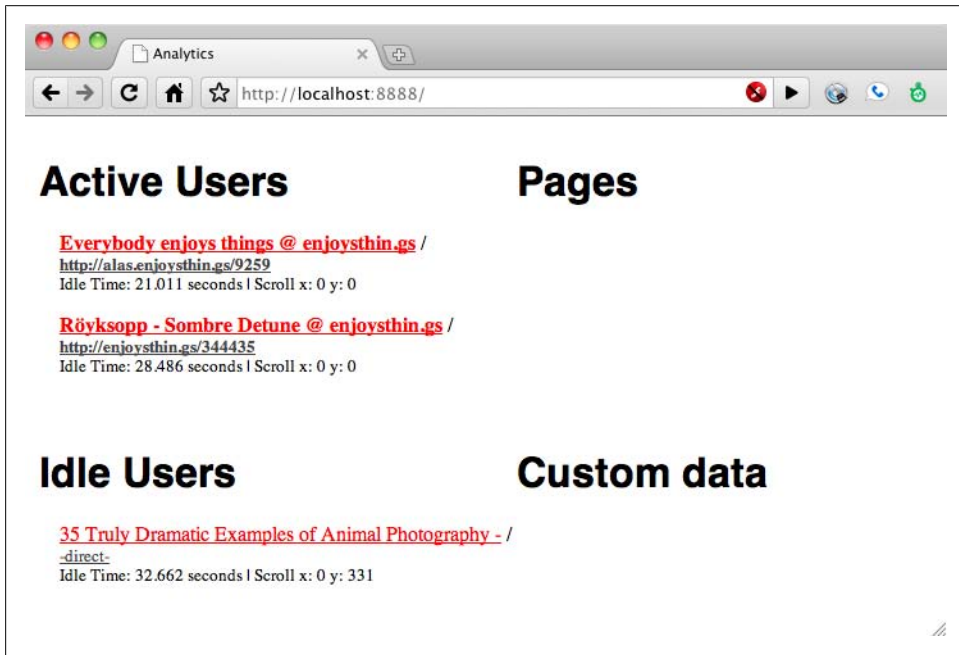 Analytics
http://localhost:8888/
Active Users
Everybody enjoys things @ enjoysthin.gs /
http://alas.enjoysthin.gs/9259
Idle Time: 21.011 seconds | Scroll x: 0 y: 0
Röyksopp - Sombre Detune @ enjoysthin.gs /
http://enjoysthin.gs/344435
Idle Time: 28.486 seconds | Scroll x: 0 y: 0
Pages
Idle Users
35 Truly Dramatic Examples of Animal Photography - /
-direct-
Idle Time: 32.662 seconds | Scroll x: 0 y: 331
Custom data